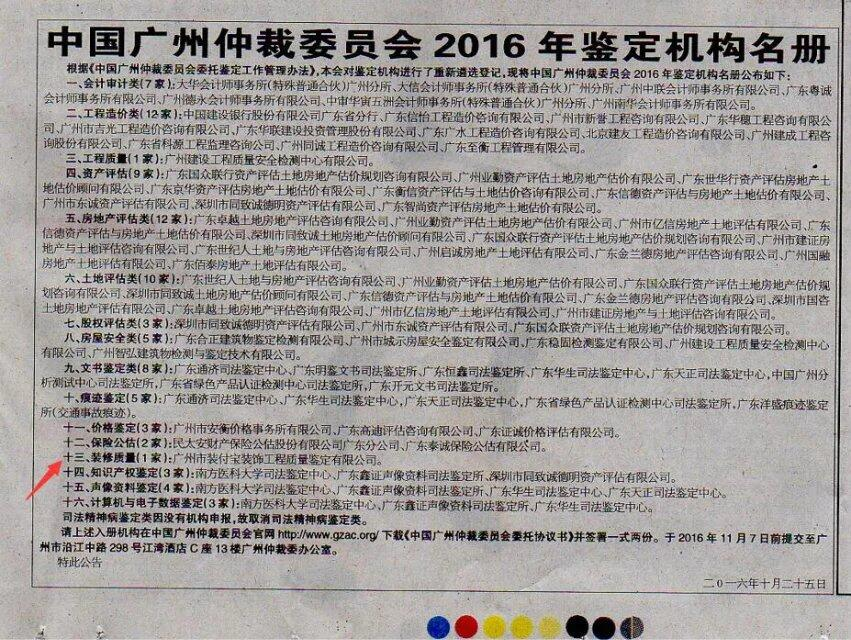 中国广州仲裁委员会2016年鉴定机构名册
根据《中国广州仲裁委员会委托鉴定工作管理办法》,本会对鉴定机构进行了重新遴选登记,现将中国广州仲裁委员会2016年鉴定机构名册公布如下:
一、会计审计类(7家):大华会计师事务所(特殊普通合伙)广州分所、大信会计师事务所(特殊普通合伙)广州分所、广州中联会计师事务所有限公司、广东粤诚
会计师事务所有限公司、广州德永会计师事务所有限公司、中审华寅五洲会计师事务所(特殊普通合伙)广州分所、广州南华会计师事务所有限公司。
二、工程造价类(12家):中国建设银行股份有限公司广东省分行、广东信怡工程造价咨询有限公司、广州市新誉工程咨询有限公司、广东华穗工程咨询有限公
司、广州市吉光工程造价咨询有限公司、广东华联建设投资管理股份有限公司、广东广水工程造价咨询有限公司、北京建友工程造价咨询有限公司、广州建成工程咨
询股份有限公司、广东省科源工程监理咨询公司、广州同诚工程造价咨询有限公司、广东至衡工程管理有限公司。
三、工程质量(1家):广州建设工程质量安全检测中心有限公司。
四、资产评估(9家):广东国众联行资产评估土地房地产估价规划咨询有限公司、广州业勤资产评估土地房地产估价有限公司、广东世华行资产评估房地产土
地估价顾问有限公司、广东京华资产评估房地产土地估价有限公司、广东衡信资产评估与土地估价咨询有限公司、广东信德资产评估与房地产土地估价有限公司、
广州市东诚资产评估有限公司、深圳市同致诚德明资产评估有限公司、广东智尚资产评估房地产估价有限公司。
五、房地产评估类(12家):广东卓越土地房地产评估有限公司、广州业勤资产评估土地房地产估价有限公司、广州市亿信房地产土地评估有限公司、广东
信德资产评估与房地产土地估价有限公司、深圳市同致诚土地房地产估价顾问有限公司、广东国众联行资产评估土地房地产估价规划咨询有限公司、广州市建证房
地产与土地评估咨询有限公司、广东世纪人土地与房地产评估有限公司、广州启诚房地产土地评估有限公司、广东金兰德房地产评估有限公司、广州国融
房地产土地评估有限公司、广东佰泰房地产土地评估有限公司。
六、土地评估类(10家):广东世纪人土地与房地产评估有限公司、广州业勤资产评估土地房地产估价有限公司、广东国众联行资产评估土地房地产估价规
划咨询有限公司、深圳市同致诚土地房地产估价顾问有限公司、广东信德资产评估与房地产土地估价有限公司、广东金兰德房地产评估有限公司、深圳市国咨
土地房地产评估有限公司、广东卓越土地房地产评估有限公司、广州市亿信房地产土地评估有限公司、广州市建证房地产与土地评估咨询有限公司。
七、股权评估类(3家):深圳市同致诚德明资产评估有限公司、广州市东诚资产评估有限公司、广东国众联资产评估土地房地产估价规划咨询有限公司。
八、房屋安全类(5家):广东合正建筑物鉴定检测有限公司、广州市城示房屋安全鉴定有限公司、广东稳固检测鉴定有限公司、广州建设工程质量安全检测中心
有限公司、广州智弘建筑物检测与鉴定技术有限公司。
九、文书鉴定类(8家):广东通济司法鉴定中心、广东明鉴文书司法鉴定所、广东恒鑫司法鉴定所、广东华生司法鉴定中心、广东天正司法鉴定中心、中国广州分
析测试中心司法鉴定所、广东省绿色产品认证检测中心司法鉴定所、广东开元文书司法鉴定所。
十、痕迹鉴定(5家):广东通济司法鉴定中心、广东华生司法鉴定中心、广东天正司法鉴定中心、广东省绿色产品认证检测中心司法鉴定所、广东洋盛痕迹鉴定
所(交通事故痕迹)。
十一、价格鉴定(3家):广州市安衡价格事务所有限公司、广东高迪评估咨询有限公司、广东证诚价格评估有限公司。
十二、保险公估(2家):民太安财产保险公估股份有限公司广东分公司、广东泰诚保险公估有限公司。
十三、装修质量(1家):广州市装付宝装饰工程质量鉴定有限公司。
十四、知识产权鉴定(3家):南方医科大学司法鉴定中心、广东鑫证声像资料司法鉴定所、深圳市同致诚德明资产评估有限公司。
十五、声像资料鉴定(4家):南方医科大学司法鉴定中心、广东鑫证声像资料司法鉴定所、广东华生司法鉴定中心、广东天正司法鉴定中心。
十六、计算机与电子数据鉴定(3家):南方医科大学司法鉴定中心、广东鑫证声像资料司法鉴定所、广东华生司法鉴定中心。
司法精神病鉴定类因没有机构申报,故取消司法精神病鉴定类。
请上述入册机构在中国广州仲裁委员会官网http://www.gzac.org/下载《中国广州仲裁委员会委托协议书》并签署一式两份。于2016年11月7日前提交至广
州市沿江中路298号江湾酒店C座13楼广州仲裁委办公室。
特此公告
二〇一六年十月二十五日